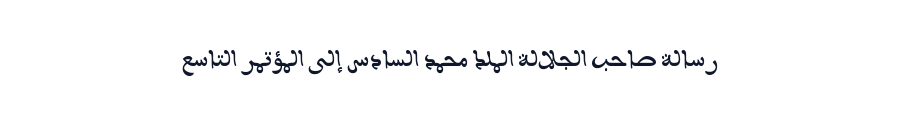 رسالة صاحب الجلالة الملك محمد السادس إلى المؤتمر التاسع